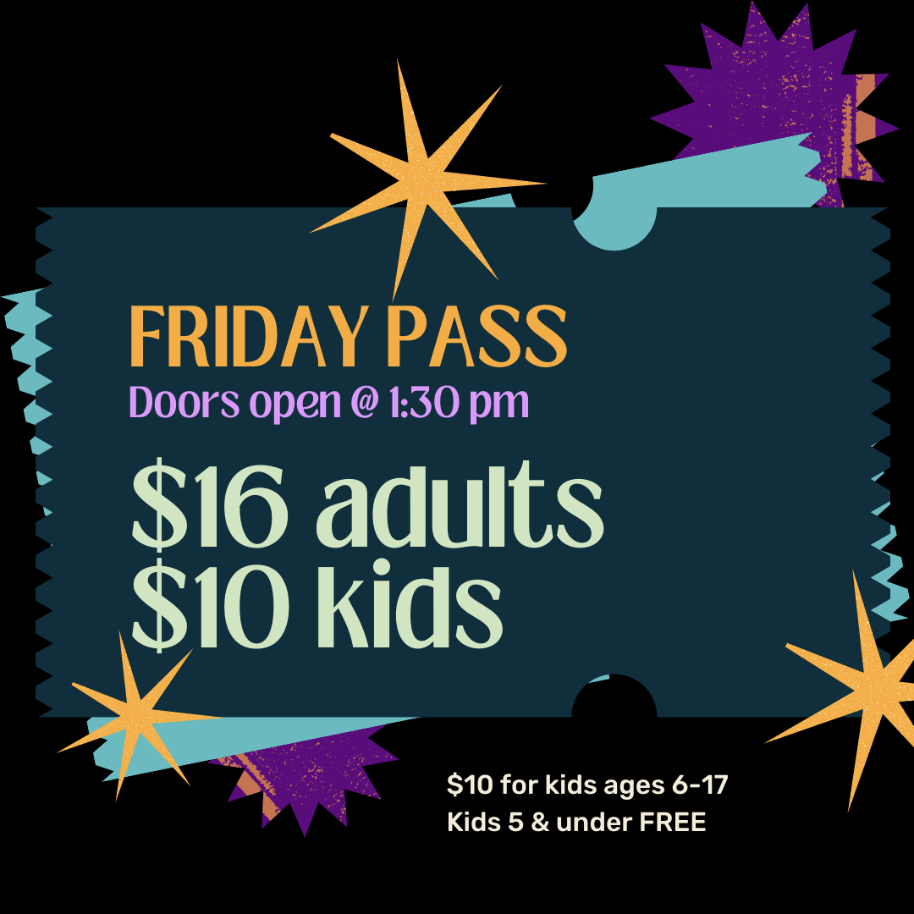 FRIDAY PASS
Doors open @ 1:30 pm
$16 adults
$10 kids
$10 for kids ages 6-17
Kids 5 & under FREE